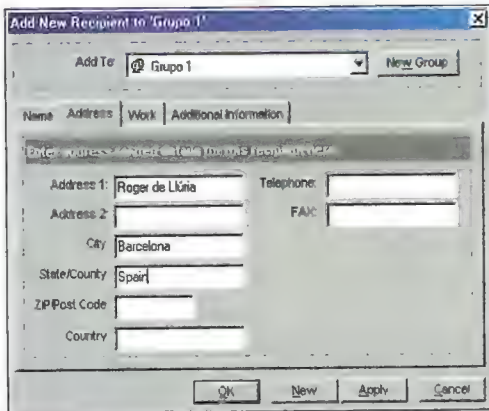 Add New Recipient to 'Grupo 1'
Add To:
@ Grupo 1
New Group
Name
Address
Work
Additional Information
Address 1:
Roger de Llúria
Telephone:
Address 2:
FAX:
City
Barcelona
State/County
Spain
ZIP/Post Code
Country
OK
New
Apply
Cancel